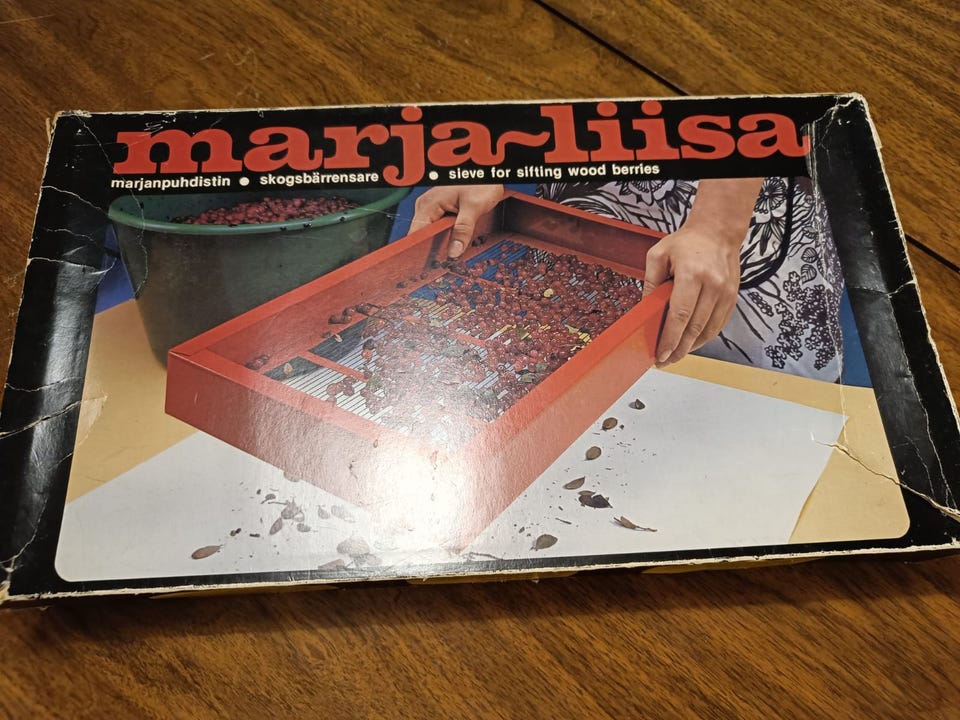 marja~liisa
marjanpuhdistin ● skogsbärrensare ● sieve for sifting wood berries